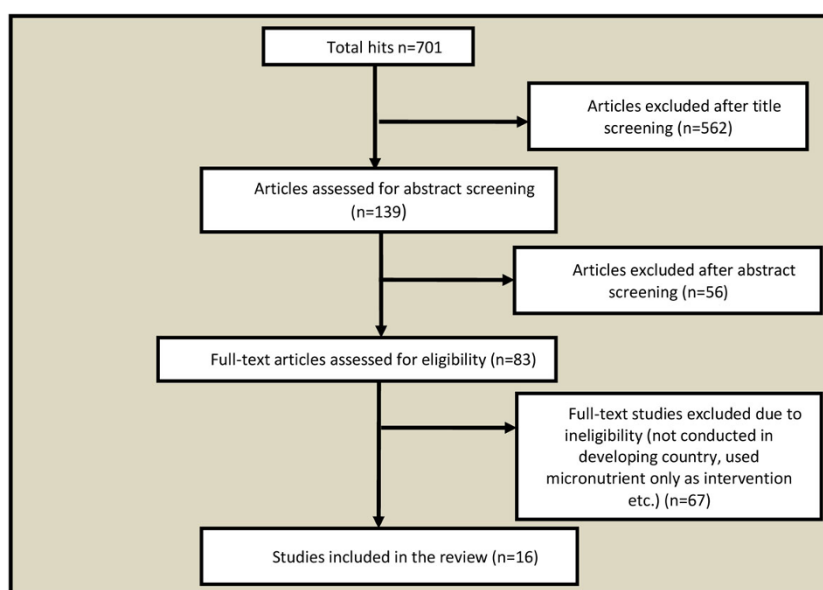 Total hits n=701
Articles excluded after title
screening (n=562)
Articles assessed for abstract screening
(n=139)
Articles excluded after abstract
screening (n=56)
Full-text articles assessed for eligibility (n=83)
Full-text studies excluded due to
ineligibility (not conducted in
developing country, used
micronutrient only as intervention
etc.) (n=67)
Studies included in the review (n=16)